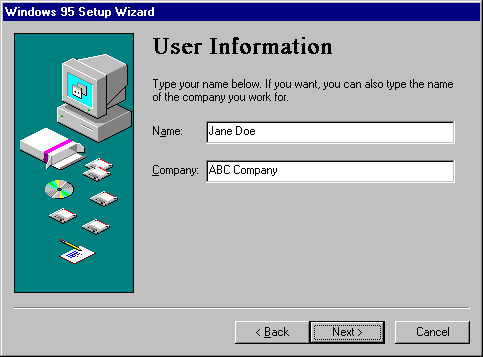 Windows 95 Setup Wizard
User Information
Type your name below. If you want, you can also type the name
of the company you work for.
Name: Jane Doe
Company: ABC Company
< Back Next > Cancel